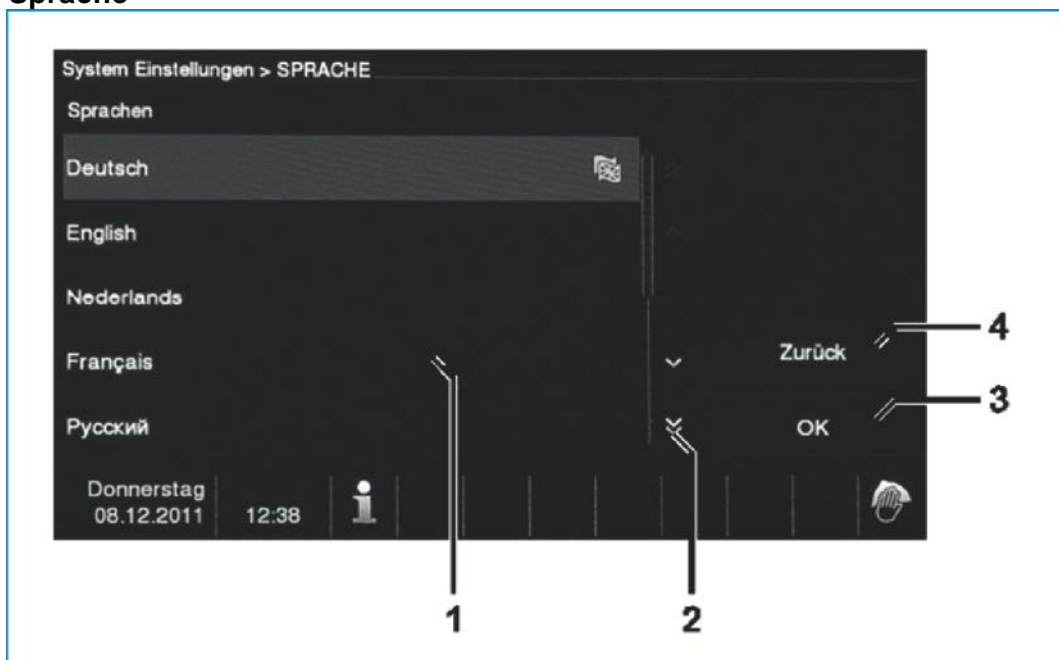 Sprache
System Einstellungen > SPRACHE
Sprachen
Deutsch
English
Nederlands
Français
Русский
Zurück
OK
4
3
Donnerstag
08.12.2011 12:38
1 2